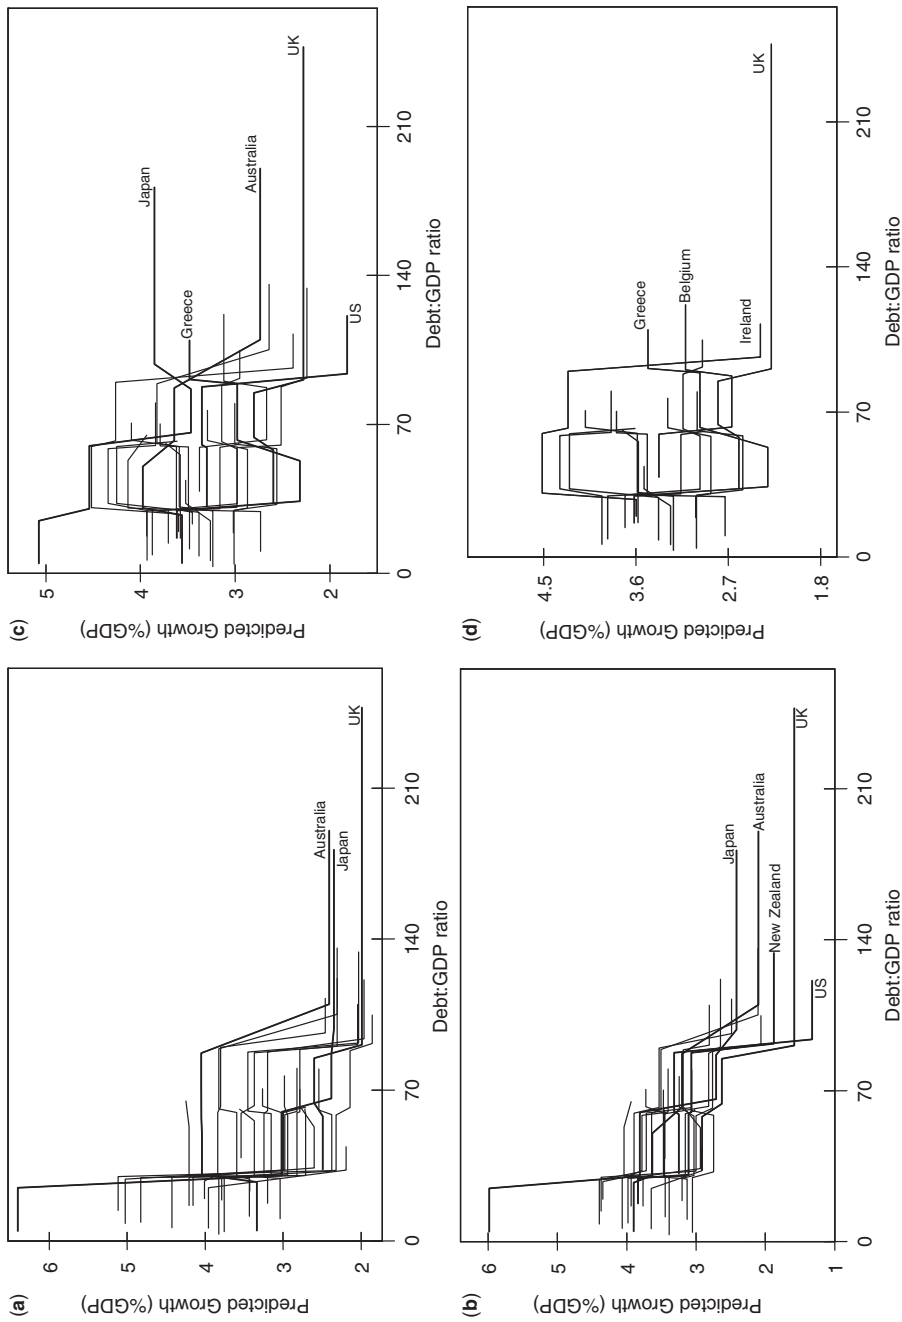 (a)
Predicted Growth (%GDP)
6
5
4
3
2
0
70
140
210
Debt:GDP ratio
Australia
Japan
UK
(b)
Predicted Growth (%GDP)
6
5
4
3
2
1
0
70
140
210
Debt:GDP ratio
Japan
Australia
New Zealand
UK
US
(c)
Predicted Growth (%GDP)
5
4
3
2
0
70
140
210
Debt:GDP ratio
Japan
Greece
Australia
UK
US
(d)
Predicted Growth (%GDP)
4.5
3.6
2.7
1.8
0
70
140
210
Debt:GDP ratio
Greece
Belgium
Ireland
UK